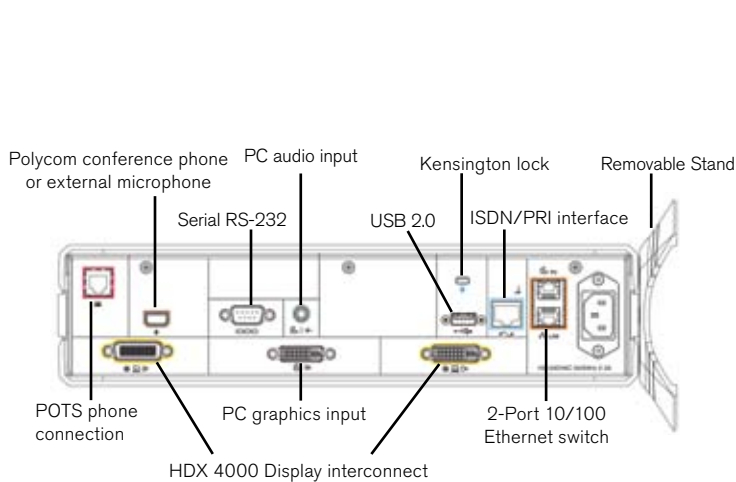 Polycom conference phone
or external microphone
PC audio input
Kensington lock
Removable Stand
Serial RS-232
USB 2.0
ISDN/PRI interface
POTS phone
connection
PC graphics input
2-Port 10/100
Ethernet switch
HDX 4000 Display interconnect